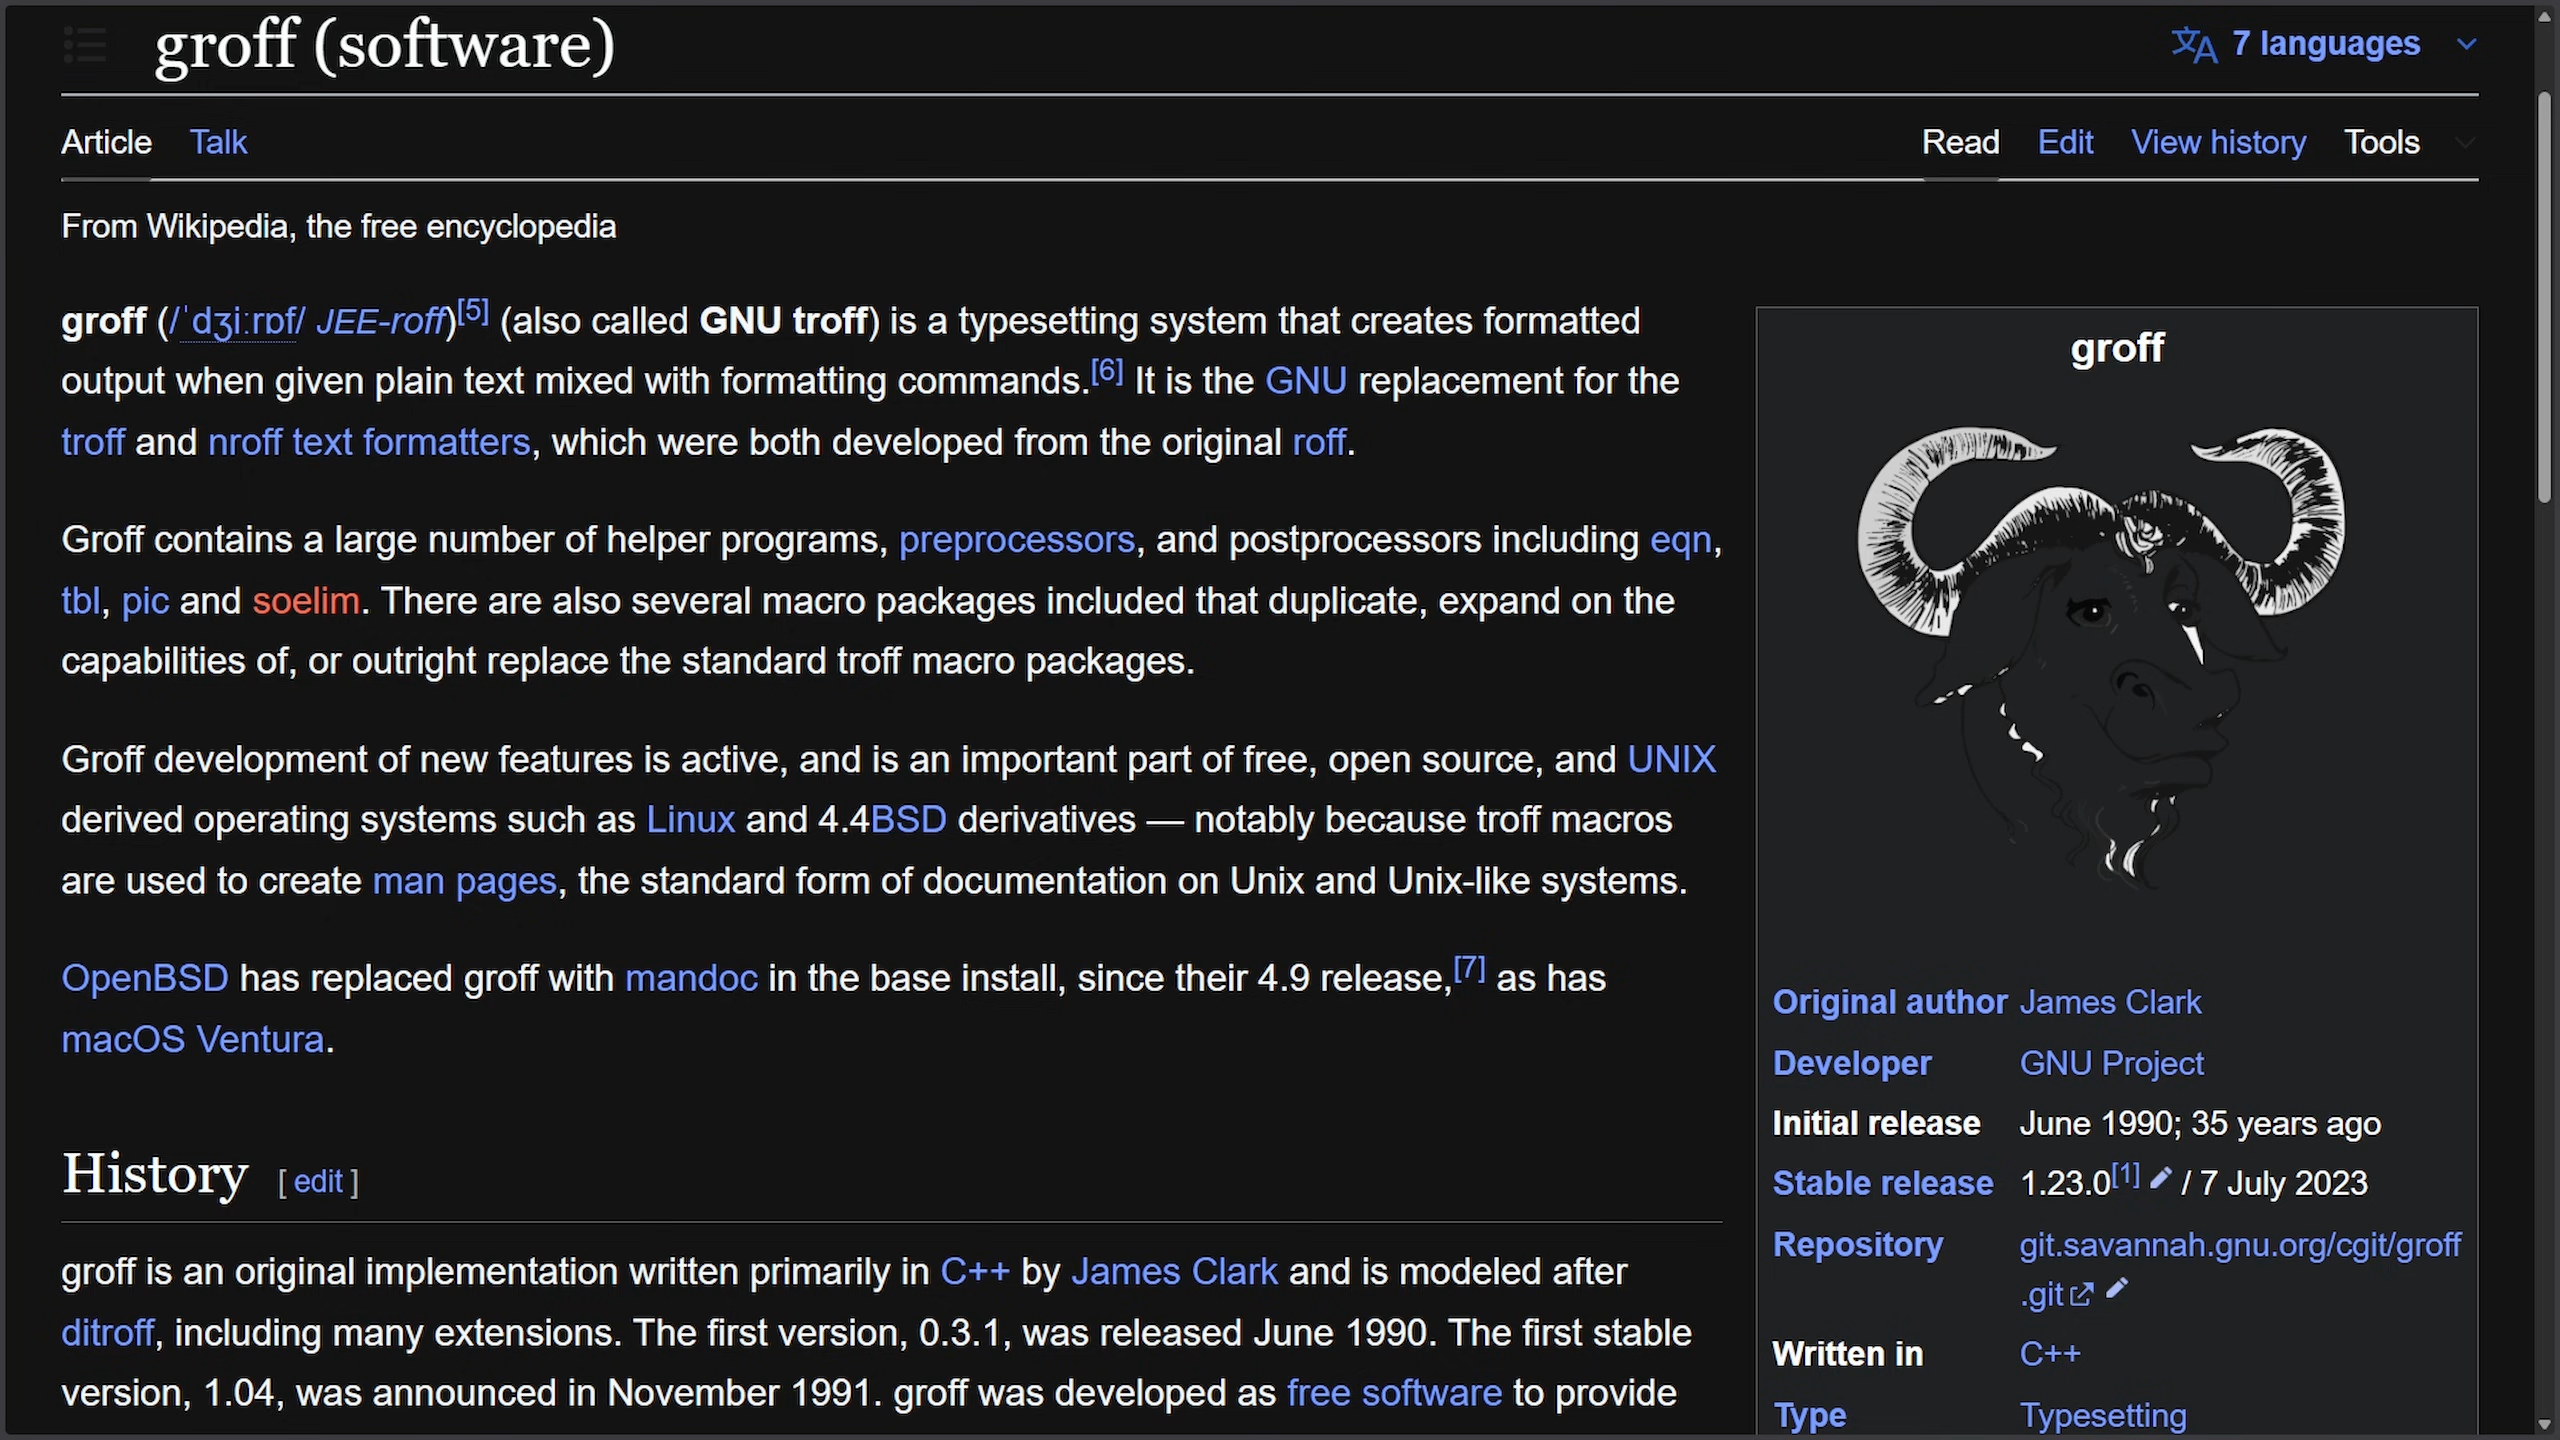 groff (software)
7 languages
Article Talk
Read Edit View history Tools
From Wikipedia, the free encyclopedia
groff (/ˈdʒiːrɒf/ JEE-roff)[5] (also called GNU troff) is a typesetting system that creates formatted
output when given plain text mixed with formatting commands.[6] It is the GNU replacement for the
troff and nroff text formatters, which were both developed from the original roff.
Groff contains a large number of helper programs, preprocessors, and postprocessors including eqn,
tbl, pic and soelim. There are also several macro packages included that duplicate, expand on the
capabilities of, or outright replace the standard troff macro packages.
Groff development of new features is active, and is an important part of free, open source, and UNIX
derived operating systems such as Linux and 4.4BSD derivatives — notably because troff macros
are used to create man pages, the standard form of documentation on Unix and Unix-like systems.
OpenBSD has replaced groff with mandoc in the base install, since their 4.9 release,[7] as has
macOS Ventura.
History [ edit ]
groff is an original implementation written primarily in C++ by James Clark and is modeled after
ditroff, including many extensions. The first version, 0.3.1, was released June 1990. The first stable
version, 1.04, was announced in November 1991. groff was developed as free software to provide
groff
Original author James Clark
Developer GNU Project
Initial release June 1990; 35 years ago
Stable release 1.23.0[1] / 7 July 2023
Repository git.savannah.gnu.org/cgit/groff
.git
Written in C++
Type Typesetting